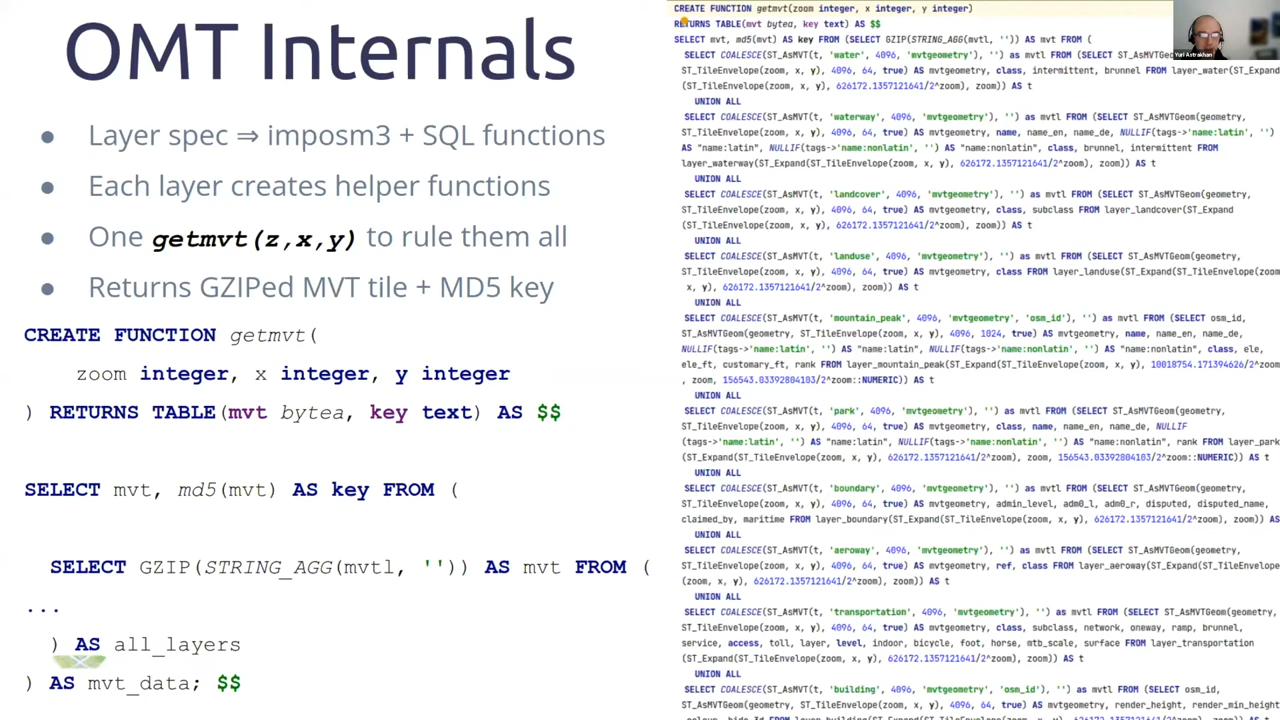 OMT Internals
● Layer spec ⇒ imposm3 + SQL functions
● Each layer creates helper functions
● One getmvt(z,x,y) to rule them all
● Returns GZIPed MVT tile + MD5 key
CREATE FUNCTION getmvt(
zoom integer, x integer, y integer
) RETURNS TABLE(mvt bytea, key text) AS $$
SELECT mvt, md5(mvt) AS key FROM (
SELECT GZIP(STRING_AGG(mvtl, '')) AS mvt FROM (
...
) AS all_layers
) AS mvt_data; $$
CREATE FUNCTION getmvt(zoom integer, x integer, y integer)
RETURNS TABLE(mvt bytea, key text) AS $$
SELECT mvt, md5(mvt) AS key FROM (SELECT GZIP(STRING_AGG(mvtl, '')) AS mvt FROM (
SELECT COALESCE(ST_AsMVT(t, 'water', 4096, 'mvtgeometry'), '') as mvtl FROM (SELECT ST_AsMVTGeom(geometry,
ST_TileEnvelope(zoom, x, y), 4096, 64, true) AS mvtgeometry, class, intermittent, brunnel FROM layer_water(ST_Expand
(ST_TileEnvelope(zoom, x, y), 626172.1357121641/2^zoom), zoom)) AS t
UNION ALL
SELECT COALESCE(ST_AsMVT(t, 'waterway', 4096, 'mvtgeometry'), '') as mvtl FROM (SELECT ST_AsMVTGeom(geometry,
ST_TileEnvelope(zoom, x, y), 4096, 64, true) AS mvtgeometry, name, name_en, name_de, NULLIF(tags->'name:latin', '')
AS "name:latin", NULLIF(tags->'name:nonlatin', '') AS "name:nonlatin", class, brunnel, intermittent FROM
layer_waterway(ST_Expand(ST_TileEnvelope(zoom, x, y), 626172.1357121641/2^zoom), zoom)) AS t
UNION ALL
SELECT COALESCE(ST_AsMVT(t, 'landcover', 4096, 'mvtgeometry'), '') as mvtl FROM (SELECT ST_AsMVTGeom(geometry,
ST_TileEnvelope(zoom, x, y), 4096, 64, true) AS mvtgeometry, class, subclass FROM layer_landcover(ST_Expand
(ST_TileEnvelope(zoom, x, y), 626172.1357121641/2^zoom), zoom)) AS t
UNION ALL
SELECT COALESCE(ST_AsMVT(t, 'landuse', 4096, 'mvtgeometry'), '') as mvtl FROM (SELECT ST_AsMVTGeom(geometry,
ST_TileEnvelope(zoom, x, y), 4096, 64, true) AS mvtgeometry, class FROM layer_landuse(ST_Expand(ST_TileEnvelope(zoom,
x, y), 626172.1357121641/2^zoom), zoom)) AS t
UNION ALL
SELECT COALESCE(ST_AsMVT(t, 'mountain_peak', 4096, 'mvtgeometry', 'osm_id'), '') as mvtl FROM (SELECT osm_id,
ST_AsMVTGeom(geometry, ST_TileEnvelope(zoom, x, y), 4096, 1024, true) AS mvtgeometry, name, name_en, name_de,
NULLIF(tags->'name:latin', '') AS "name:latin", NULLIF(tags->'name:nonlatin', '') AS "name:nonlatin", class, ele,
ele_ft, customary_ft, rank FROM layer_mountain_peak(ST_Expand(ST_TileEnvelope(zoom, x, y), 10018754.171394626/2^zoom)
, zoom, 156543.03392804103/2^zoom::NUMERIC)) AS t
UNION ALL
SELECT COALESCE(ST_AsMVT(t, 'park', 4096, 'mvtgeometry', 'osm_id'), '') as mvtl FROM (SELECT osm_id, ST_AsMVTGeom(geometry,
ST_TileEnvelope(zoom, x, y), 4096, 64, true) AS mvtgeometry, class, name, name_en, name_de, NULLIF
(tags->'name:latin', '') AS "name:latin", NULLIF(tags->'name:nonlatin', '') AS "name:nonlatin", rank FROM layer_park
(ST_Expand(ST_TileEnvelope(zoom, x, y), 626172.1357121641/2^zoom), zoom, 156543.03392804103/2^zoom::NUMERIC)) AS t
UNION ALL
SELECT COALESCE(ST_AsMVT(t, 'boundary', 4096, 'mvtgeometry'), '') as mvtl FROM (SELECT ST_AsMVTGeom(geometry,
ST_TileEnvelope(zoom, x, y), 4096, 64, true) AS mvtgeometry, admin_level, adm0_l, adm0_r, disputed, disputed_name,
claimed_by, maritime FROM layer_boundary(ST_Expand(ST_TileEnvelope(zoom, x, y), 626172.1357121641/2^zoom), zoom)) AS
UNION ALL
SELECT COALESCE(ST_AsMVT(t, 'aeroway', 4096, 'mvtgeometry'), '') as mvtl FROM (SELECT ST_AsMVTGeom(geometry,
ST_TileEnvelope(zoom, x, y), 4096, 64, true) AS mvtgeometry, ref, class FROM layer_aeroway(ST_Expand(ST_TileEnvelope
(zoom, x, y), 626172.1357121641/2^zoom), zoom)) AS t
UNION ALL
SELECT COALESCE(ST_AsMVT(t, 'transportation', 4096, 'mvtgeometry'), '') as mvtl FROM (SELECT ST_AsMVTGeom(geometry,
ST_TileEnvelope(zoom, x, y), 4096, 64, true) AS mvtgeometry, class, subclass, network, oneway, ramp, brunnel,
service, access, toll, layer, level, indoor, bicycle, foot, horse, mtb_scale, surface FROM layer_transportation
(ST_Expand(ST_TileEnvelope(zoom, x, y), 626172.1357121641/2^zoom), zoom)) AS t
UNION ALL
SELECT COALESCE(ST_AsMVT(t, 'building', 4096, 'mvtgeometry', 'osm_id'), '') as mvtl FROM (SELECT osm_id,
ST_AsMVTGeom(geometry, ST_TileEnvelope(zoom, x, y), 4096, 64, true) AS mvtgeometry, render_height, render_min_height,
Yuri Astrakhan